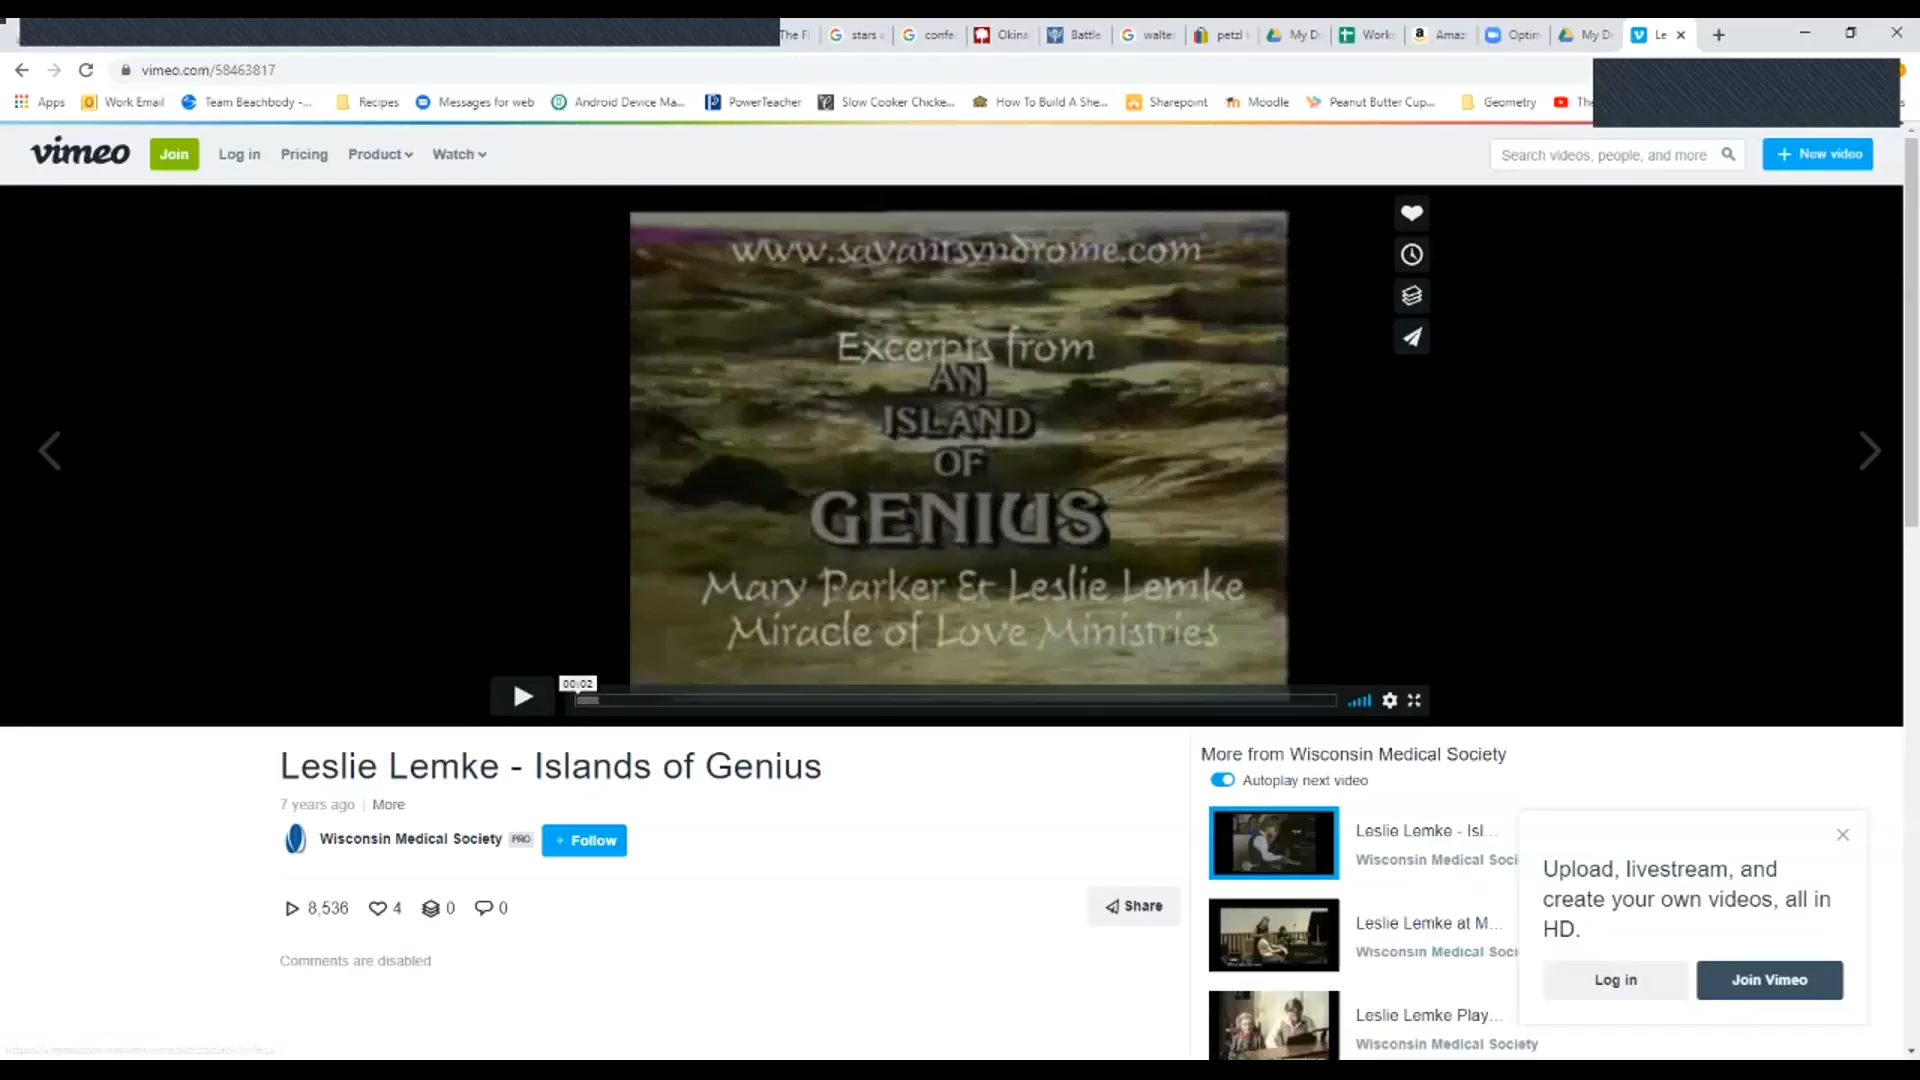 stars a
confe
Okina
Battle
walter
petzl
My Dr
Works
Amaz
Optim
My Dr
Le
vimeo.com/58463817
Apps
Work Email
Team Beachbody -...
Recipes
Messages for web
Android Device Ma...
PowerTeacher
Slow Cooker Chicke...
How To Build A She...
Sharepoint
Moodle
Peanut Butter Cup...
Geometry
vimeo
Join
Log in
Pricing
Product
Watch
Search videos, people, and more
+ New video
www.savantsyndrome.com
Excerpts from
AN
ISLAND
OF
GENIUS
Mary Parker & Leslie Lemke
Miracle of Love Ministries
00:02
Leslie Lemke - Islands of Genius
7 years ago | More
Wisconsin Medical Society PRO
+ Follow
8,536
4
0
0
Share
Comments are disabled
More from Wisconsin Medical Society
Autoplay next video
Leslie Lemke - Isl...
Wisconsin Medical Soci
Leslie Lemke at M...
Wisconsin Medical Soci
Leslie Lemke Play...
Wisconsin Medical Society
Upload, livestream, and
create your own videos, all in
HD.
Log in
Join Vimeo